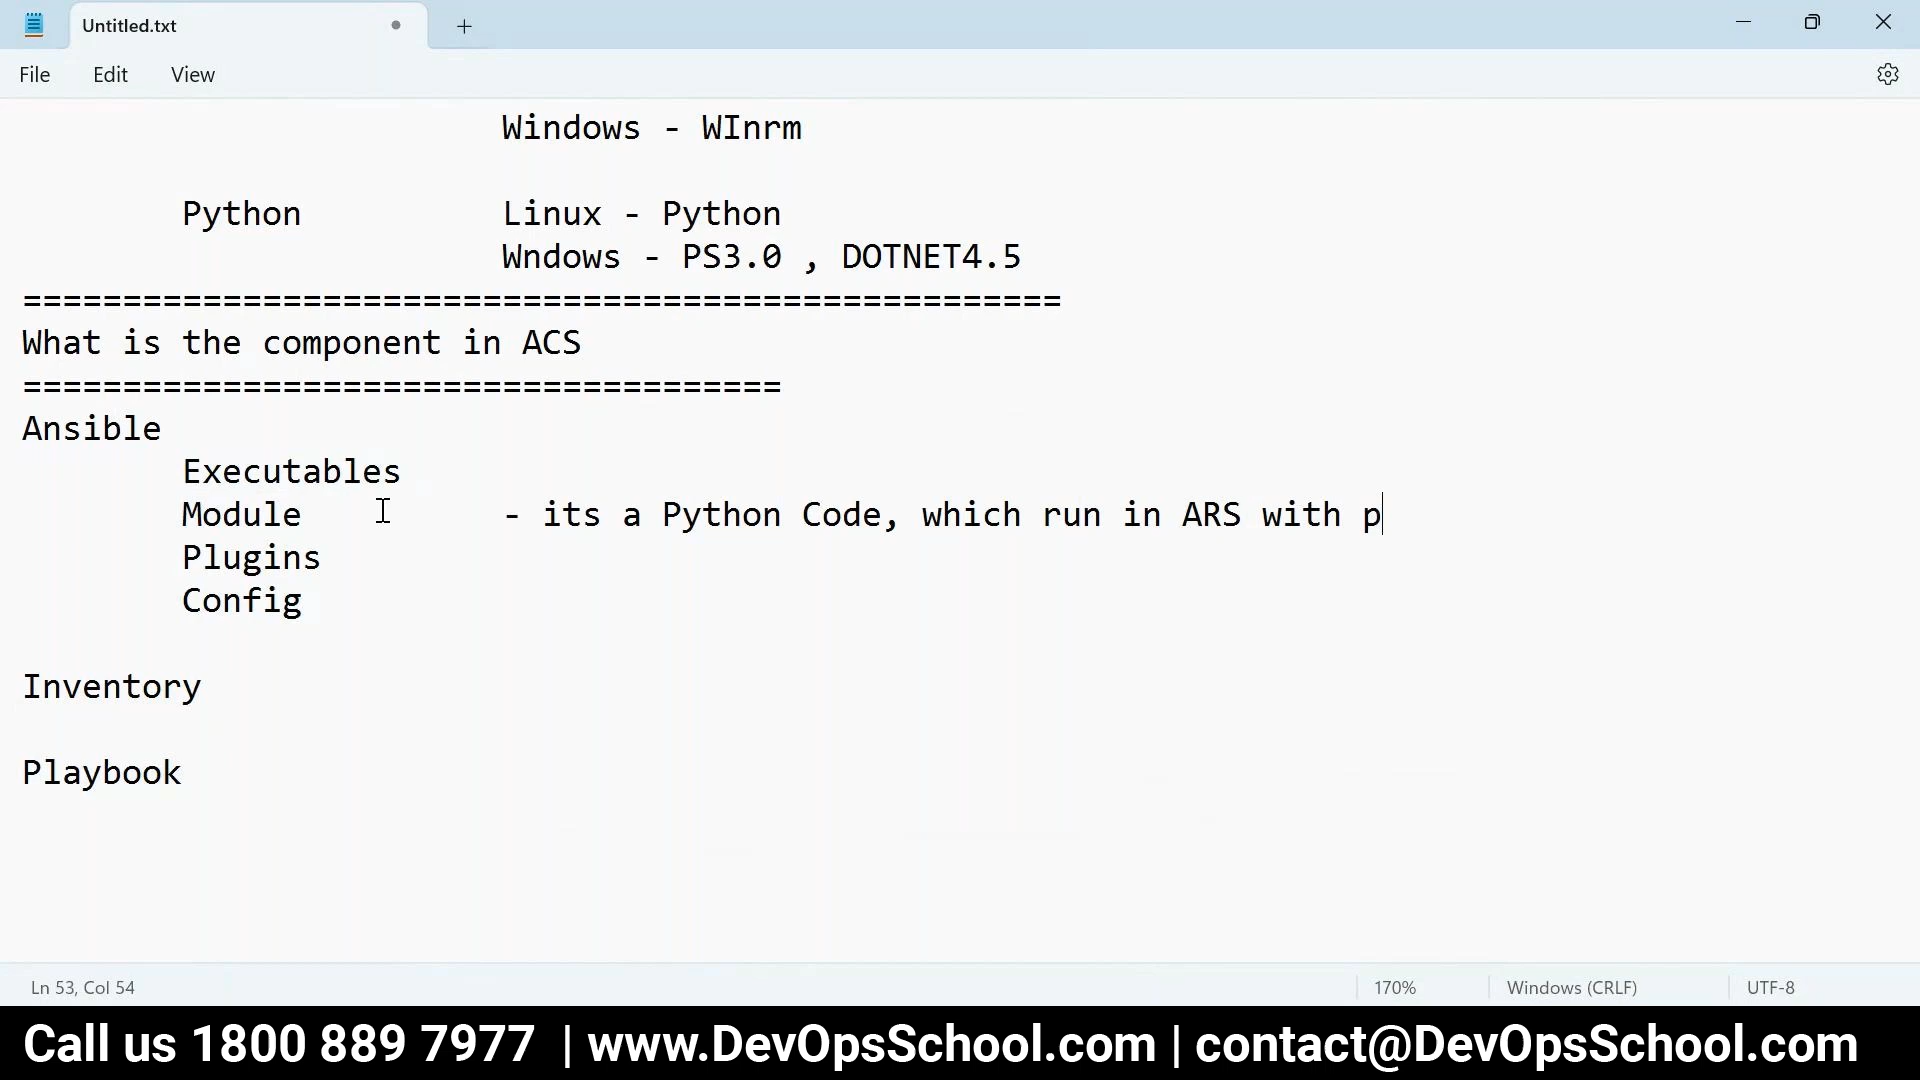 Untitled.txt
File Edit View
Windows - WInrm
Python Linux - Python
Wndows - PS3.0 , DOTNET4.5
====================================================
What is the component in ACS
======================================
Ansible
Executables
Module - its a Python Code, which run in ARS with p
Plugins
Config
Inventory
Playbook
Ln 53, Col 54 170% Windows (CRLF) UTF-8
Call us 1800 889 7977 | www.DevOpsSchool.com | contact@DevOpsSchool.com